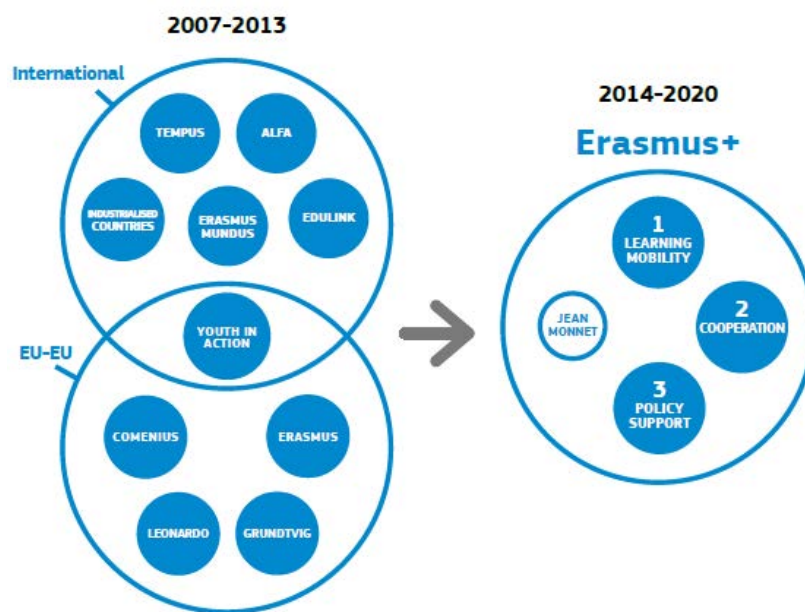 2007-2013
International
TEMPUS
ALFA
INDUSTRIALISED
COUNTRIES
ERASMUS
MUNDUS
EDULINK
YOUTH IN
ACTION
EU-EU
COMENIUS
ERASMUS
LEONARDO
GRUNDTVIG
2014-2020
Erasmus+
1
LEARNING
MOBILITY
JEAN
MONNET
2
COOPERATION
3
POLICY
SUPPORT